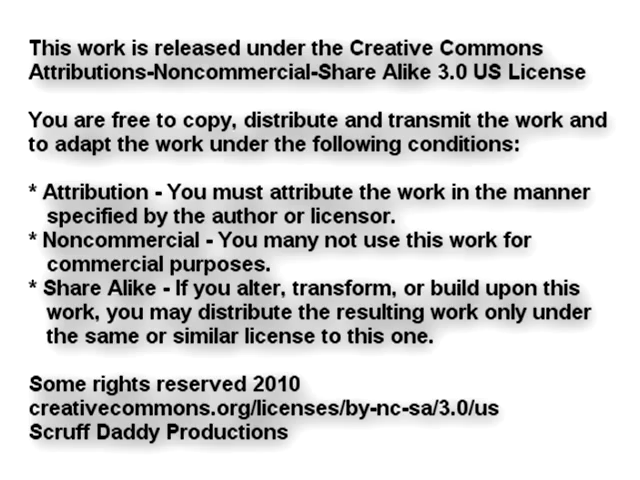 This work is released under the Creative Commons
Attributions-Noncommercial-Share Alike 3.0 US License
You are free to copy, distribute and transmit the work and
to adapt the work under the following conditions:
* Attribution - You must attribute the work in the manner
specified by the author or licensor.
* Noncommercial - You many not use this work for
commercial purposes.
* Share Alike - If you alter, transform, or build upon this
work, you may distribute the resulting work only under
the same or similar license to this one.
Some rights reserved 2010
creativecommons.org/licenses/by-nc-sa/3.0/us
Scruff Daddy Productions